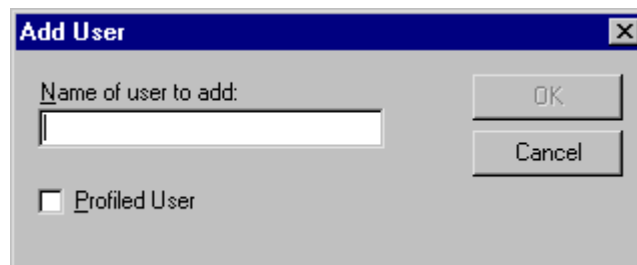 Add User
Name of user to add:
OK
Cancel
Profiled User